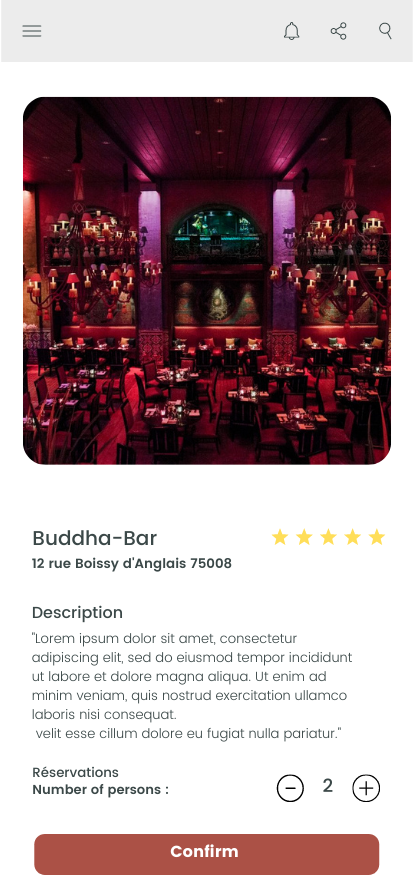 Buddha-Bar
12 rue Boissy d'Anglais 75008
Description
"Lorem ipsum dolor sit amet, consectetur
adipiscing elit, sed do eiusmod tempor incididunt
ut labore et dolore magna aliqua. Ut enim ad
minim veniam, quis nostrud exercitation ullamco
laboris nisi consequat.
velit esse cillum dolore eu fugiat nulla pariatur."
Réservations
Number of persons :
2
Confirm